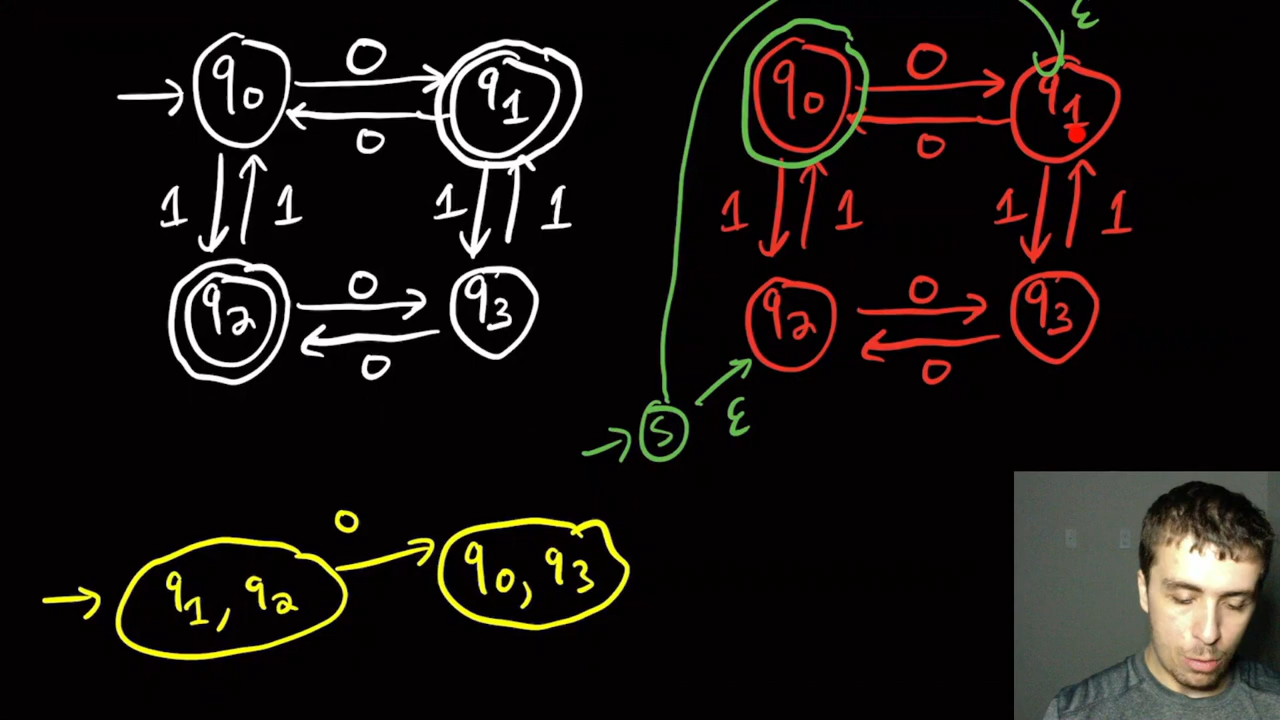 0 ε
q0 q1 q0 0 q1
0 0
1 1 1 1 1 1 1 1
q2 0 q3 q2 0 q3
0 0
S ε
0
q1, q2 q0, q3